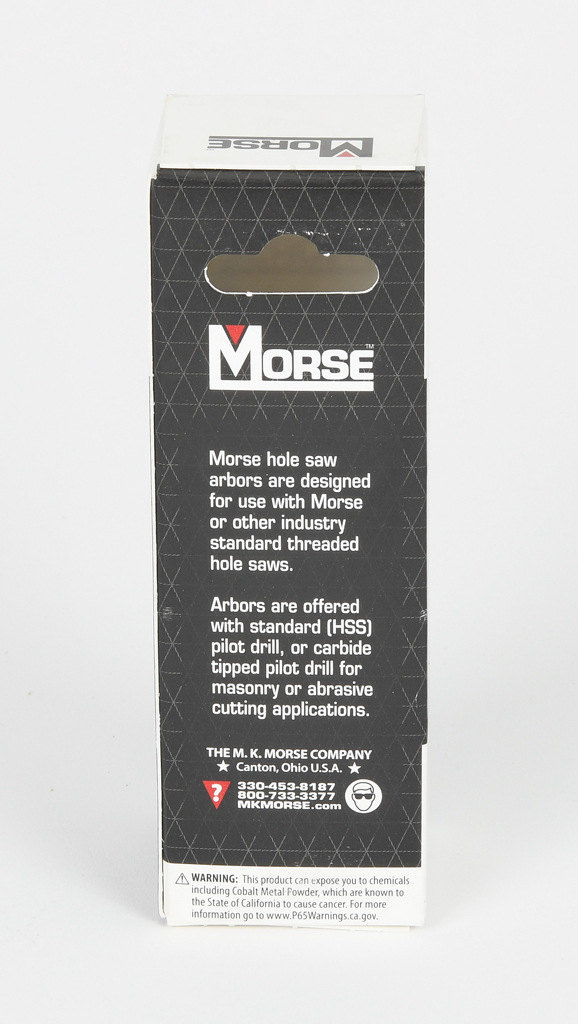 MORSE
MORSE™
Morse hole saw
arbors are designed
for use with Morse
or other industry
standard threaded
hole saws.
Arbors are offered
with standard (HSS)
pilot drill, or carbide
tipped pilot drill for
masonry or abrasive
cutting applications.
THE M. K. MORSE COMPANY
★ Canton, Ohio U.S.A. ★
? 330-453-8187
800-733-3377
MKMORSE.com
⚠ WARNING: This product can expose you to chemicals
including Cobalt Metal Powder, which are known to
the State of California to cause cancer. For more
information go to www.P65Warnings.ca.gov.